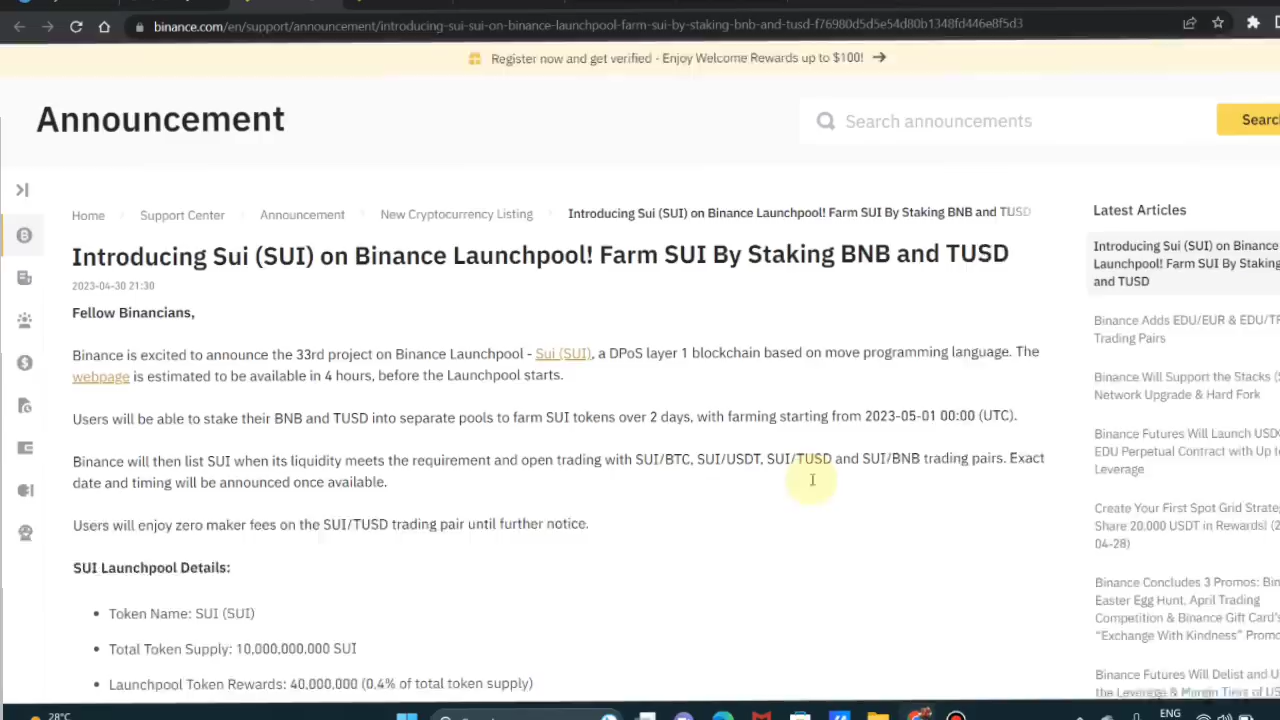 binance.com/en/support/announcement/introducing-sui-sui-on-binance-launchpool-farm-sui-by-staking-bnb-and-tusd-f76980d5d5e54d80b1348fd446e8f5d3
Register now and get verified - Enjoy Welcome Rewards up to $100!
Announcement
Search announcements
Searc
Home
Support Center
Announcement
New Cryptocurrency Listing
Introducing Sui (SUI) on Binance Launchpool! Farm SUI By Staking BNB and TUSD
Introducing Sui (SUI) on Binance Launchpool! Farm SUI By Staking BNB and TUSD
2023-04-30 21:30
Fellow Binancians,
Binance is excited to announce the 33rd project on Binance Launchpool - Sui (SUI), a DPoS layer 1 blockchain based on move programming language. The
webpage is estimated to be available in 4 hours, before the Launchpool starts.
Users will be able to stake their BNB and TUSD into separate pools to farm SUI tokens over 2 days, with farming starting from 2023-05-01 00:00 (UTC).
Binance will then list SUI when its liquidity meets the requirement and open trading with SUI/BTC, SUI/USDT, SUI/TUSD and SUI/BNB trading pairs. Exact
date and timing will be announced once available.
Users will enjoy zero maker fees on the SUI/TUSD trading pair until further notice.
SUI Launchpool Details:
• Token Name: SUI (SUI)
• Total Token Supply: 10,000,000,000 SUI
• Launchpool Token Rewards: 40,000,000 (0.4% of total token supply)
Latest Articles
Introducing Sui (SUI) on Binance
Launchpool! Farm SUI By Staking
and TUSD
Binance Adds EDU/EUR & EDU/TR
Trading Pairs
Binance Will Support the Stacks (S
Network Upgrade & Hard Fork
Binance Futures Will Launch USD
EDU Perpetual Contract with Up to
Leverage
Create Your First Spot Grid Strate
Share 20,000 USDT in Rewards! (2
04-28)
Binance Concludes 3 Promos: Bin
Easter Egg Hunt, April Trading
Competition & Binance Gift Card's
"Exchange With Kindness" Promo
Binance Futures Will Delist and U
the Leverage & Margin Tiers of US
28°C
ENG